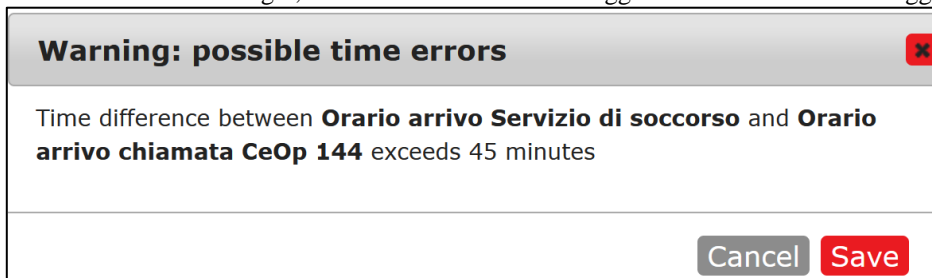 Warning: possible time errors
Time difference between Orario arrivo Servizio di soccorso and Orario
arrivo chiamata CeOp 144 exceeds 45 minutes
Cancel Save